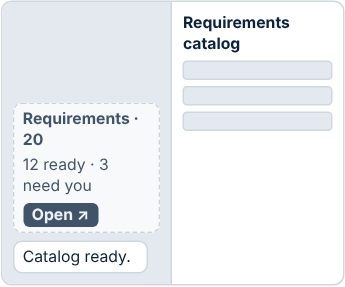 Requirements ·
20
12 ready · 3
need you
Open ↗
Catalog ready.
Requirements
catalog